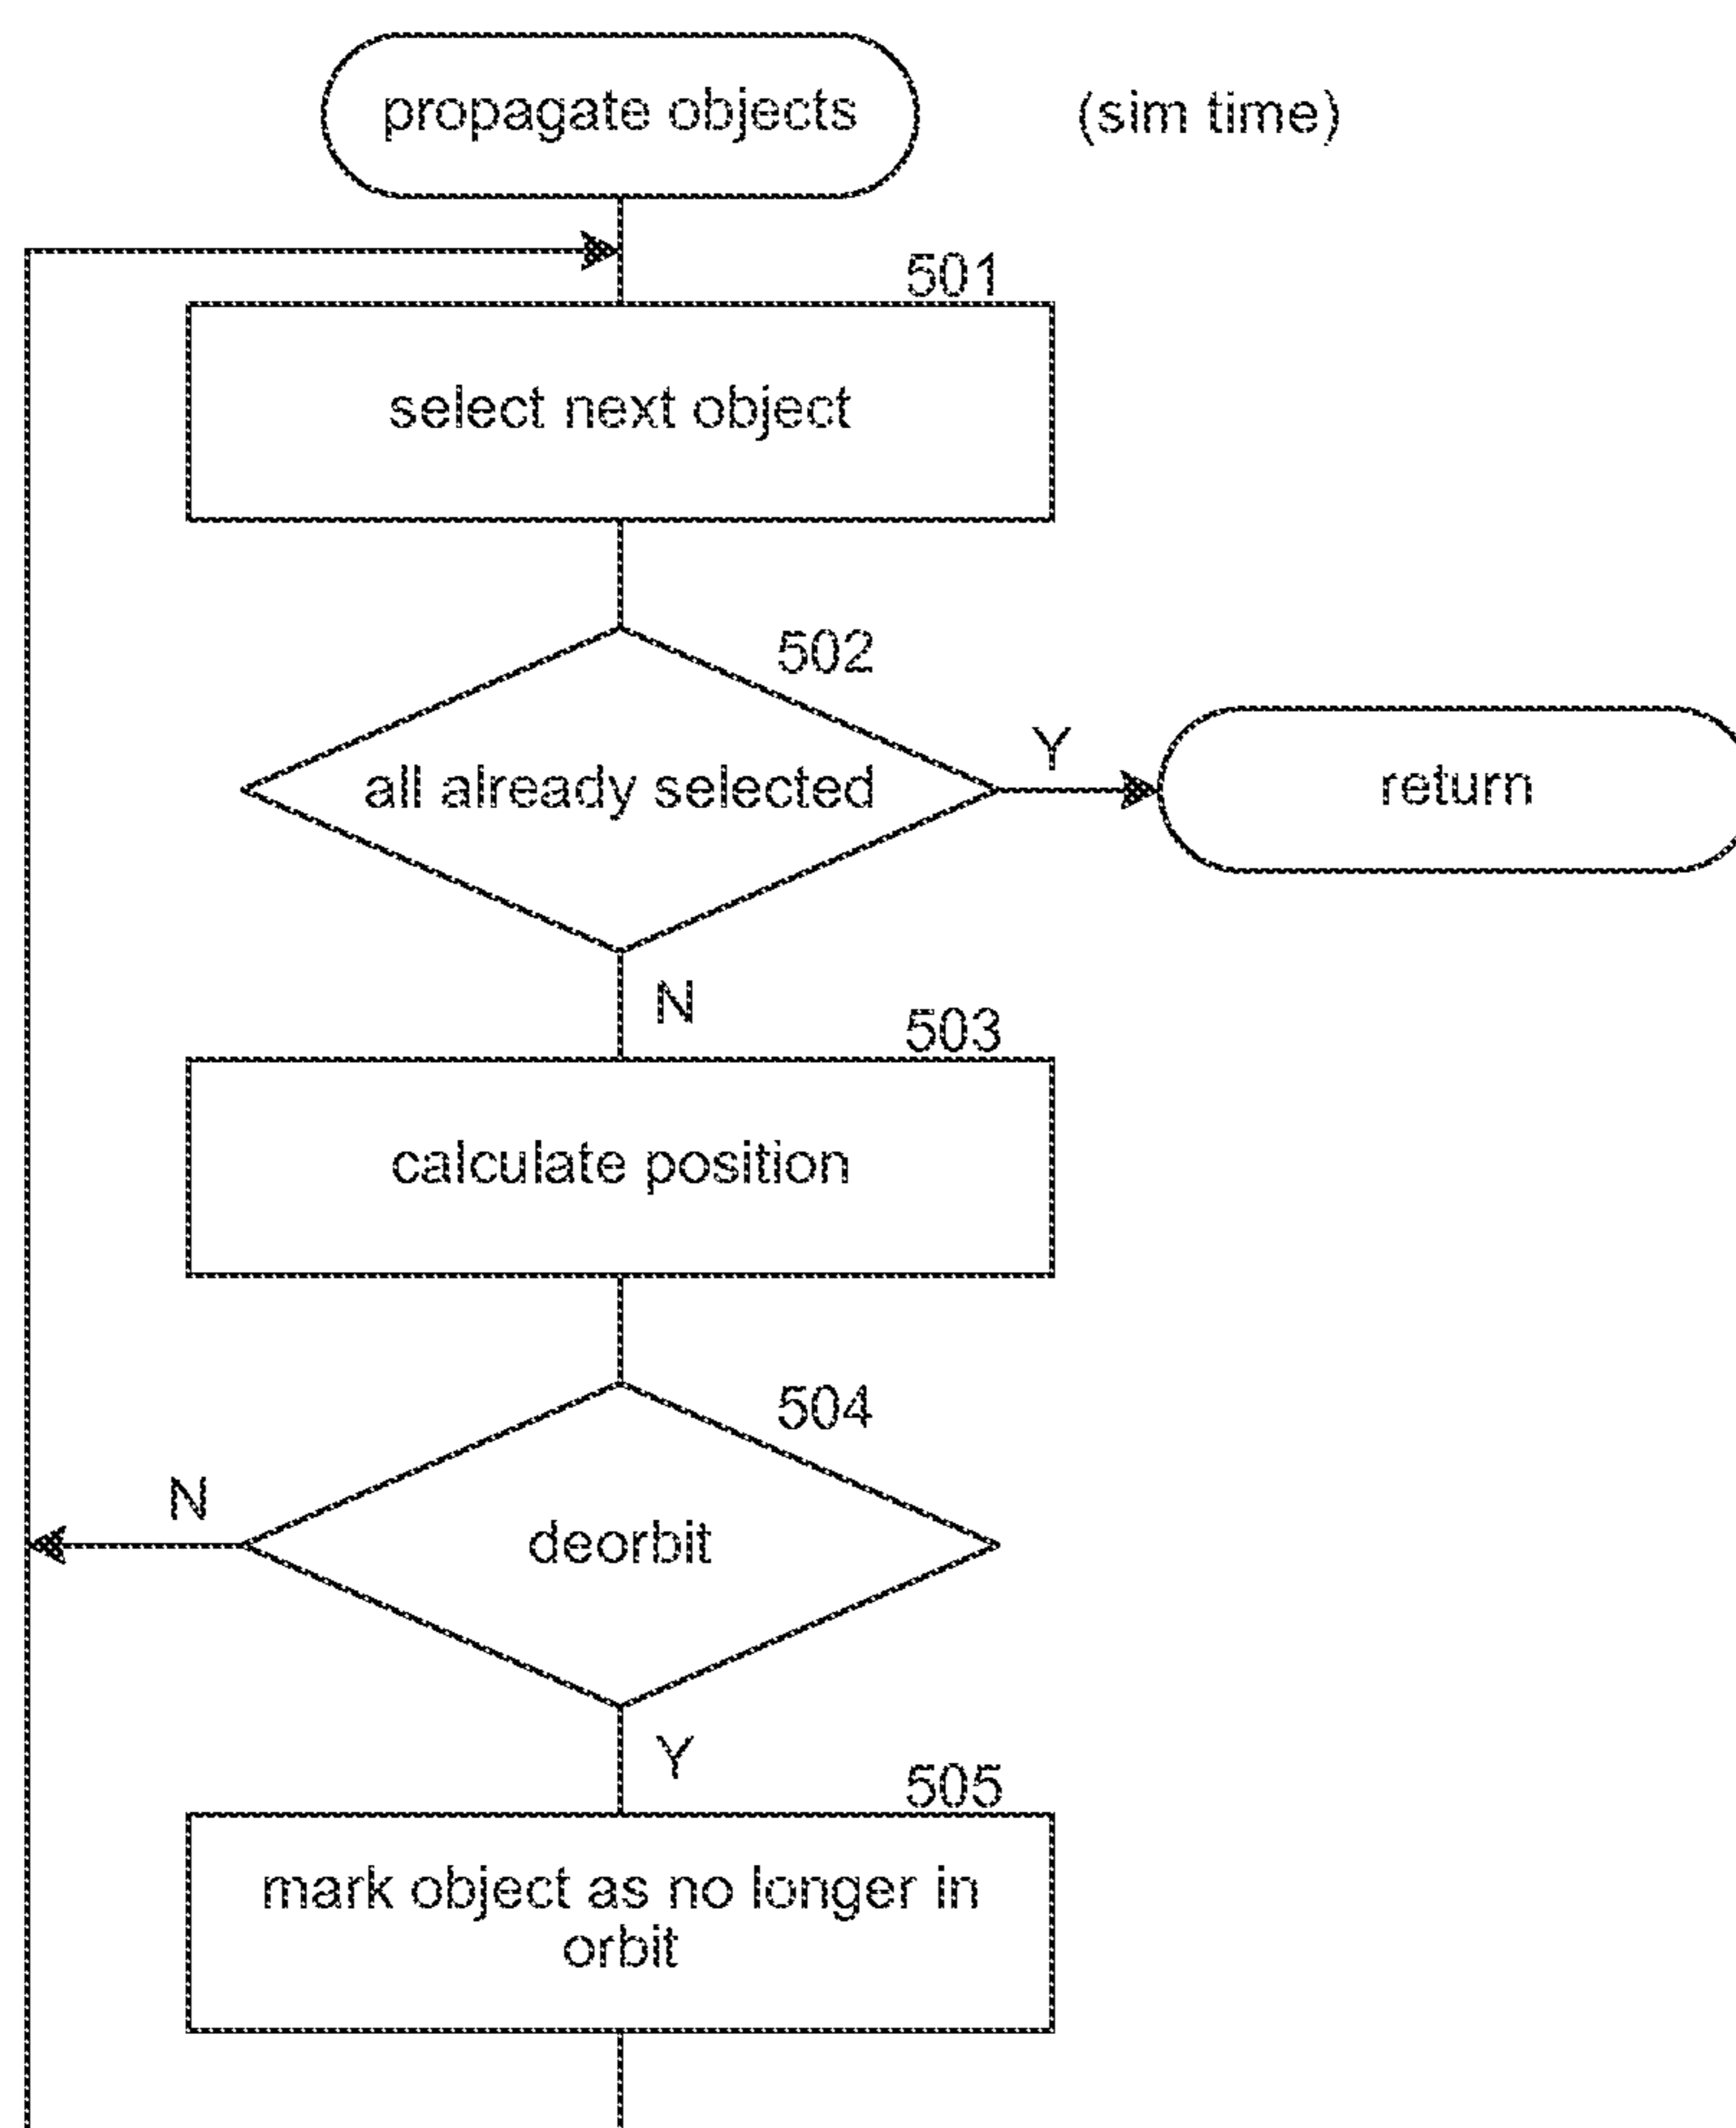 propagate objects
(sim time)
501
select next object
502
all already selected
Y
return
N
503
calculate position
504
deorbit
N
Y
505
mark object as no longer in
orbit